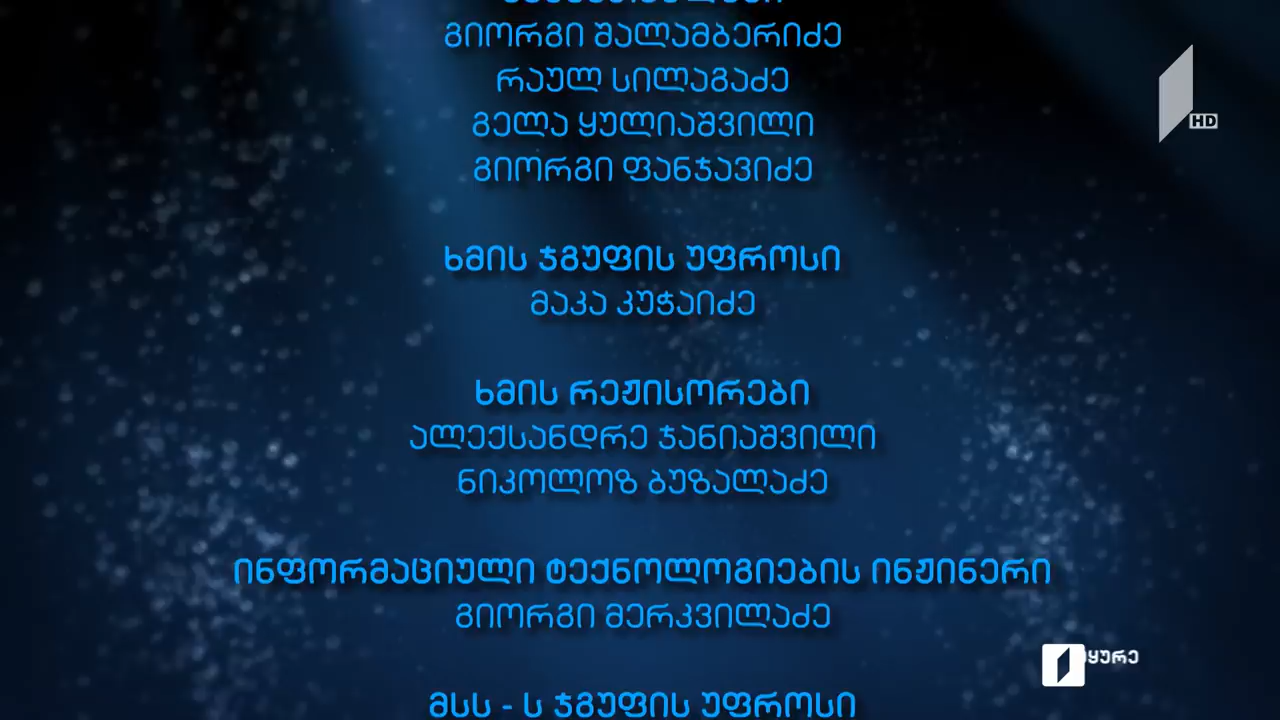 გიორგი შალამბერიძე
რაულ სილაგაძე
გელა ყულიაშვილი
გიორგი ფანჯავიძე
ხმის ჯგუფის უფროსი
მაკა კუჭაიძე
ხმის რეჟისორები
ალექსანდრე ჯანიაშვილი
ნიკოლოზ ბუზალაძე
ინფორმაციული ტექნოლოგიების ინჟინერი
გიორგი მერკვილაძე
მსს - ს ჯგუფის უფროსი
HD